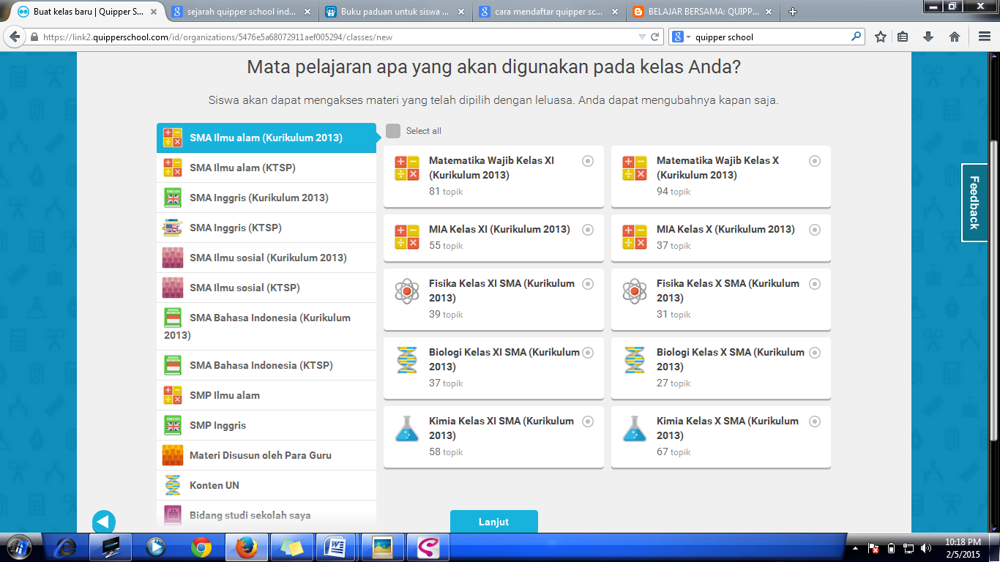 Buat kelas baru | Quipper S...
sejarah quipper school ind...
Buku paduan untuk siswa ...
cara mendaftar quipper sc...
BELAJAR BERSAMA: QUIPP...
https://link2.quipperschool.com/id/organizations/5476e5a68072911aef005294/classes/new
quipper school
Mata pelajaran apa yang akan digunakan pada kelas Anda?
Siswa akan dapat mengakses materi yang telah dipilih dengan leluasa. Anda dapat mengubahnya kapan saja.
SMA Ilmu alam (Kurikulum 2013)
SMA Ilmu alam (KTSP)
ENGLISH
SMA Inggris (Kurikulum 2013)
SMA Inggris (KTSP)
SMA Ilmu sosial (Kurikulum 2013)
SMA Ilmu sosial (KTSP)
BAHASA INDONESIA
SMA Bahasa Indonesia (Kurikulum
2013)
BAHASA INDONESIA
SMA Bahasa Indonesia (KTSP)
SMP Ilmu alam
ENGLISH
SMP Inggris
Materi Disusun oleh Para Guru
Konten UN
Bidang studi sekolah saya
Select all
Matematika Wajib Kelas XI
(Kurikulum 2013)
81 topik
Matematika Wajib Kelas X
(Kurikulum 2013)
94 topik
MIA Kelas XI (Kurikulum 2013)
55 topik
MIA Kelas X (Kurikulum 2013)
37 topik
Fisika Kelas XI SMA (Kurikulum
2013)
39 topik
Fisika Kelas X SMA (Kurikulum
2013)
31 topik
Biologi Kelas XI SMA (Kurikulum
2013)
37 topik
Biologi Kelas X SMA (Kurikulum
2013)
27 topik
Kimia Kelas XI SMA (Kurikulum
2013)
58 topik
Kimia Kelas X SMA (Kurikulum
2013)
67 topik
Lanjut
Feedback
10:18 PM
2/5/2015